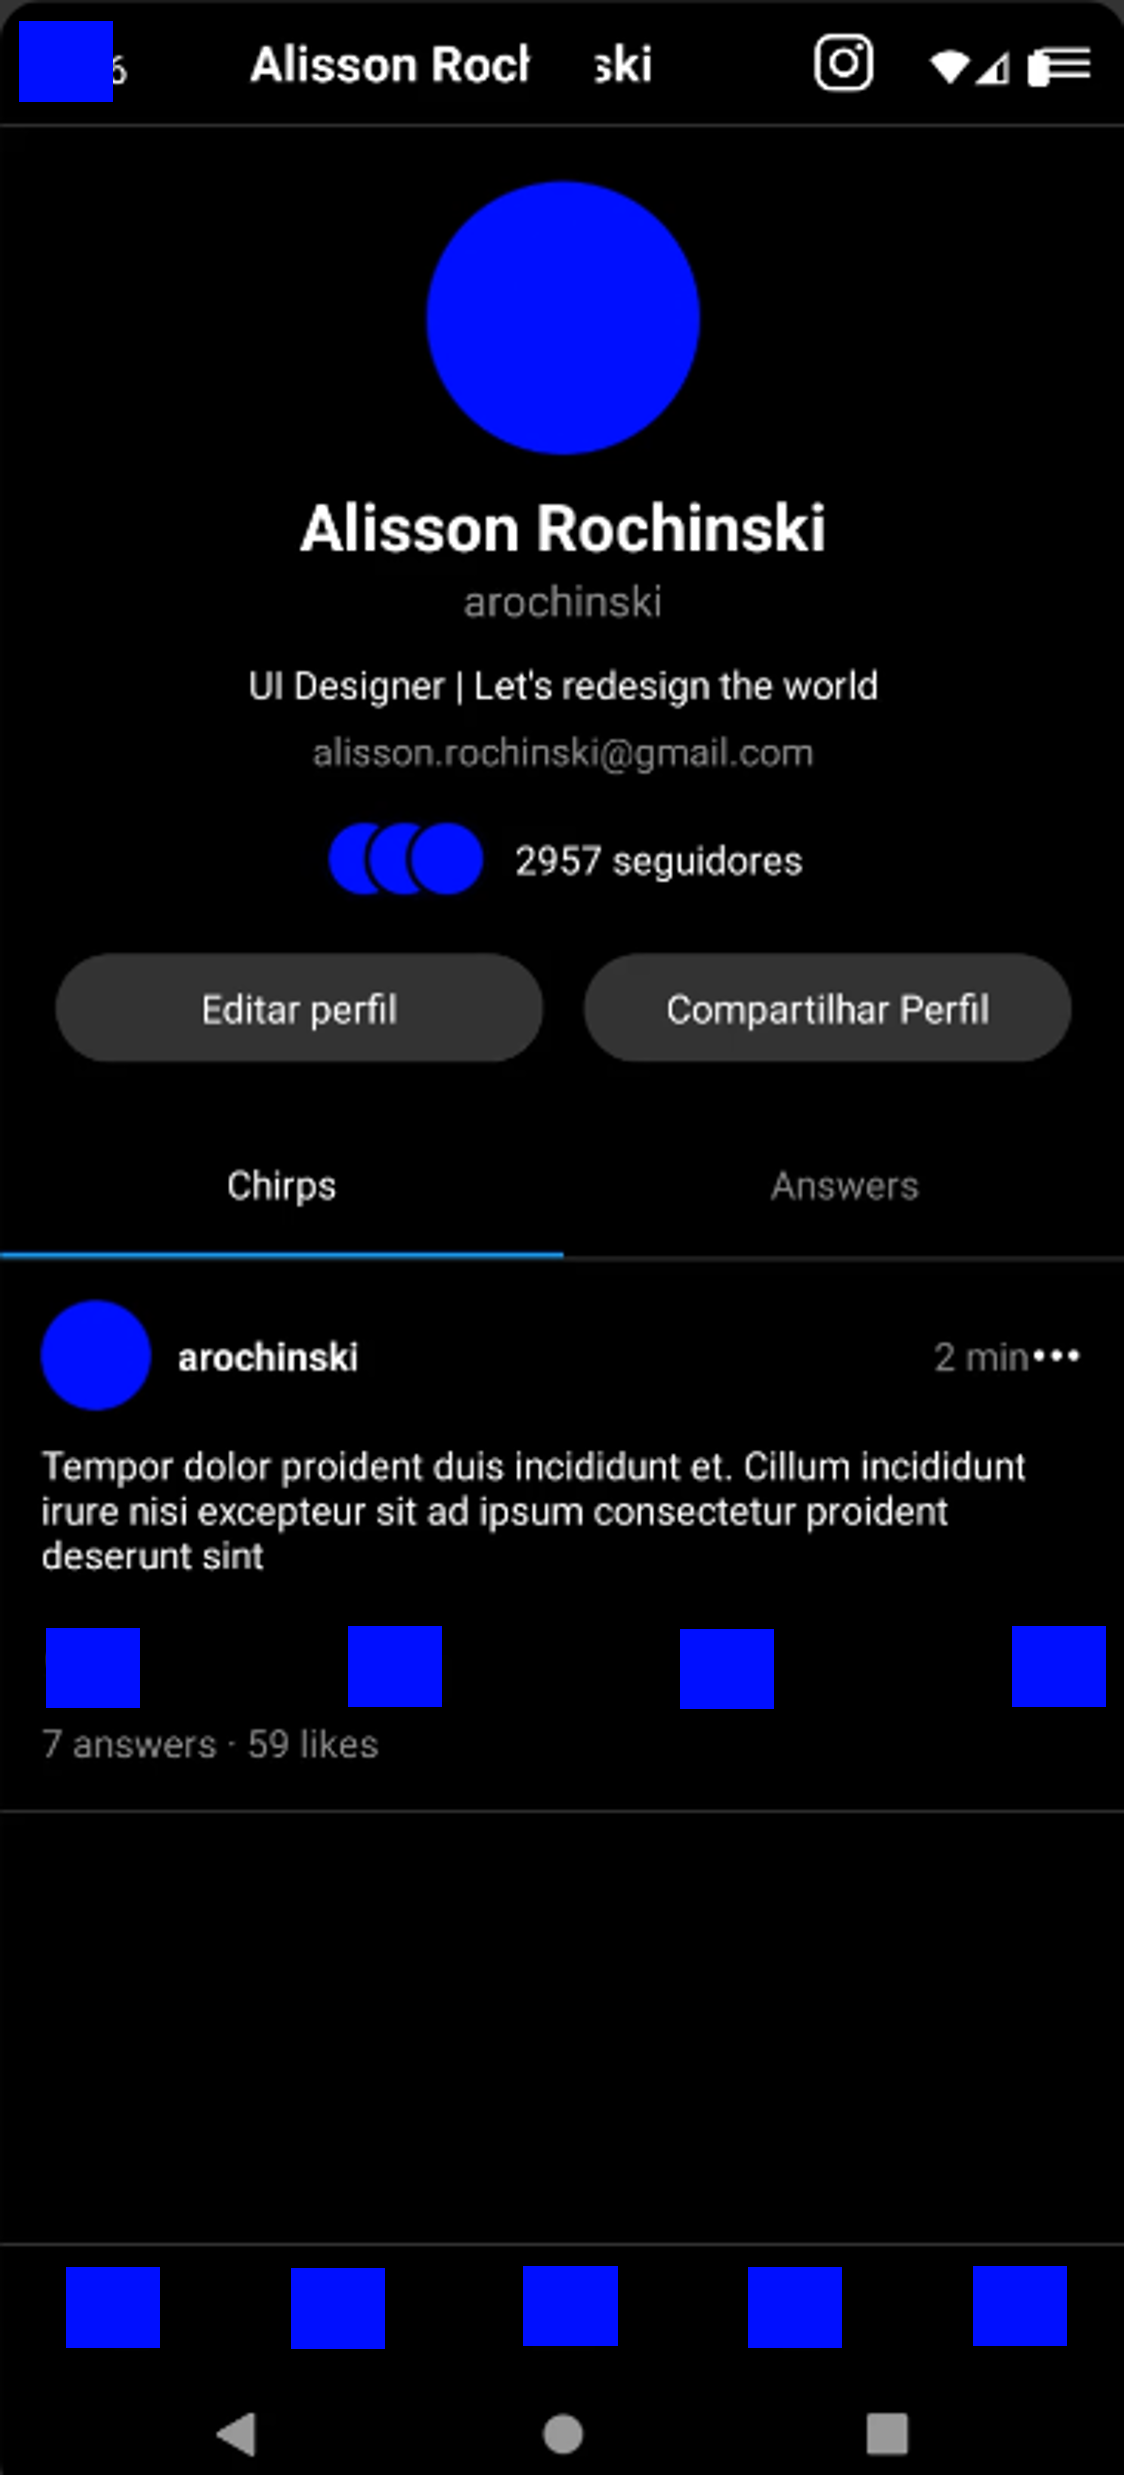 Alisson Roc ski
Alisson Rochinski
arochinski
UI Designer | Let's redesign the world
alisson.rochinski@gmail.com
2957 seguidores
Editar perfil
Compartilhar Perfil
Chirps
Answers
arochinski
2 min
Tempor dolor proident duis incididunt et. Cillum incididunt
irure nisi excepteur sit ad ipsum consectetur proident
deserunt sint
7 answers · 59 likes